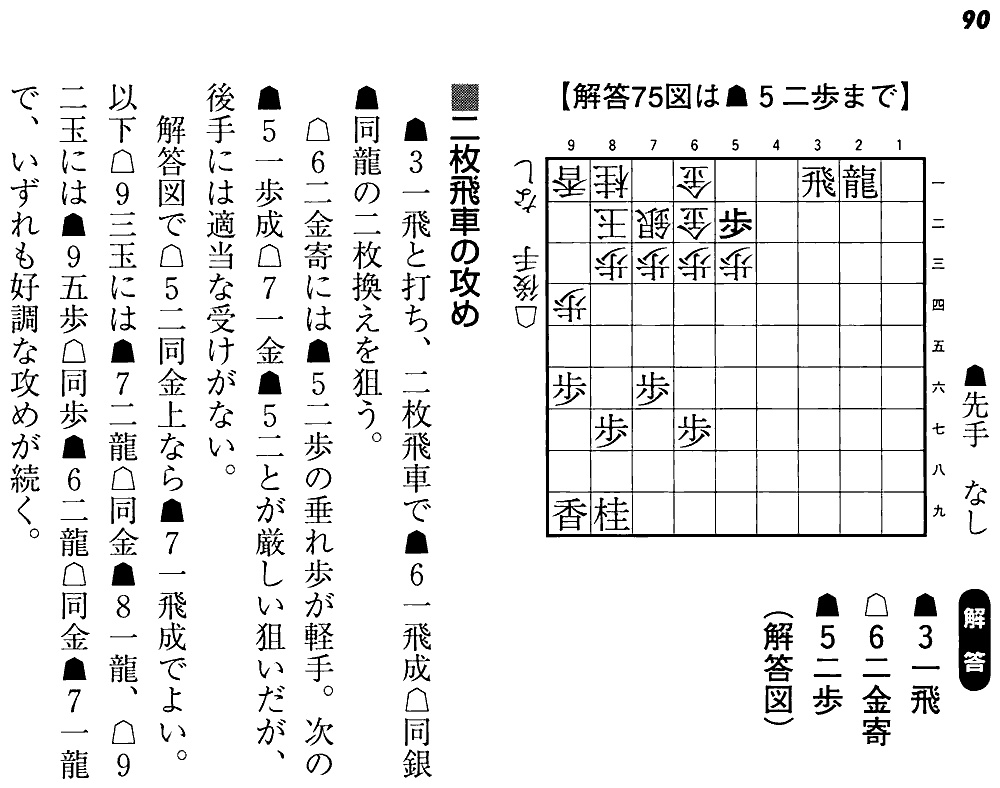 90
【解答75図は☗５二歩まで】
9 8 7 6 5 4 3 2 1
香桂金飛龍 一
王銀金歩 二
歩歩歩歩 三
歩 四
五
歩歩 六
歩歩 七
八
香桂 九
☗先手 なし
☖後手 なし
解答
☗３一飛
☖６二金寄
☗５二歩
(解答図)
■二枚飛車の攻め
☗３一飛と打ち、二枚飛車で☗６一飛成☖同銀
☗同龍の二枚換えを狙う。
☖６二金寄には☗５二歩の垂れ歩が軽手。次の
☗５一歩成☖７一金☗５二とが厳しい狙いだが、
後手には適当な受けがない。
解答図で☖５二同金上なら☗７一飛成でよい。
以下☖９三玉には☗７二龍☖同金☗８一龍、☖９
二玉には☗９五歩☖同歩☗６二龍☖同金☗７一龍
で、いずれも好調な攻めが続く。